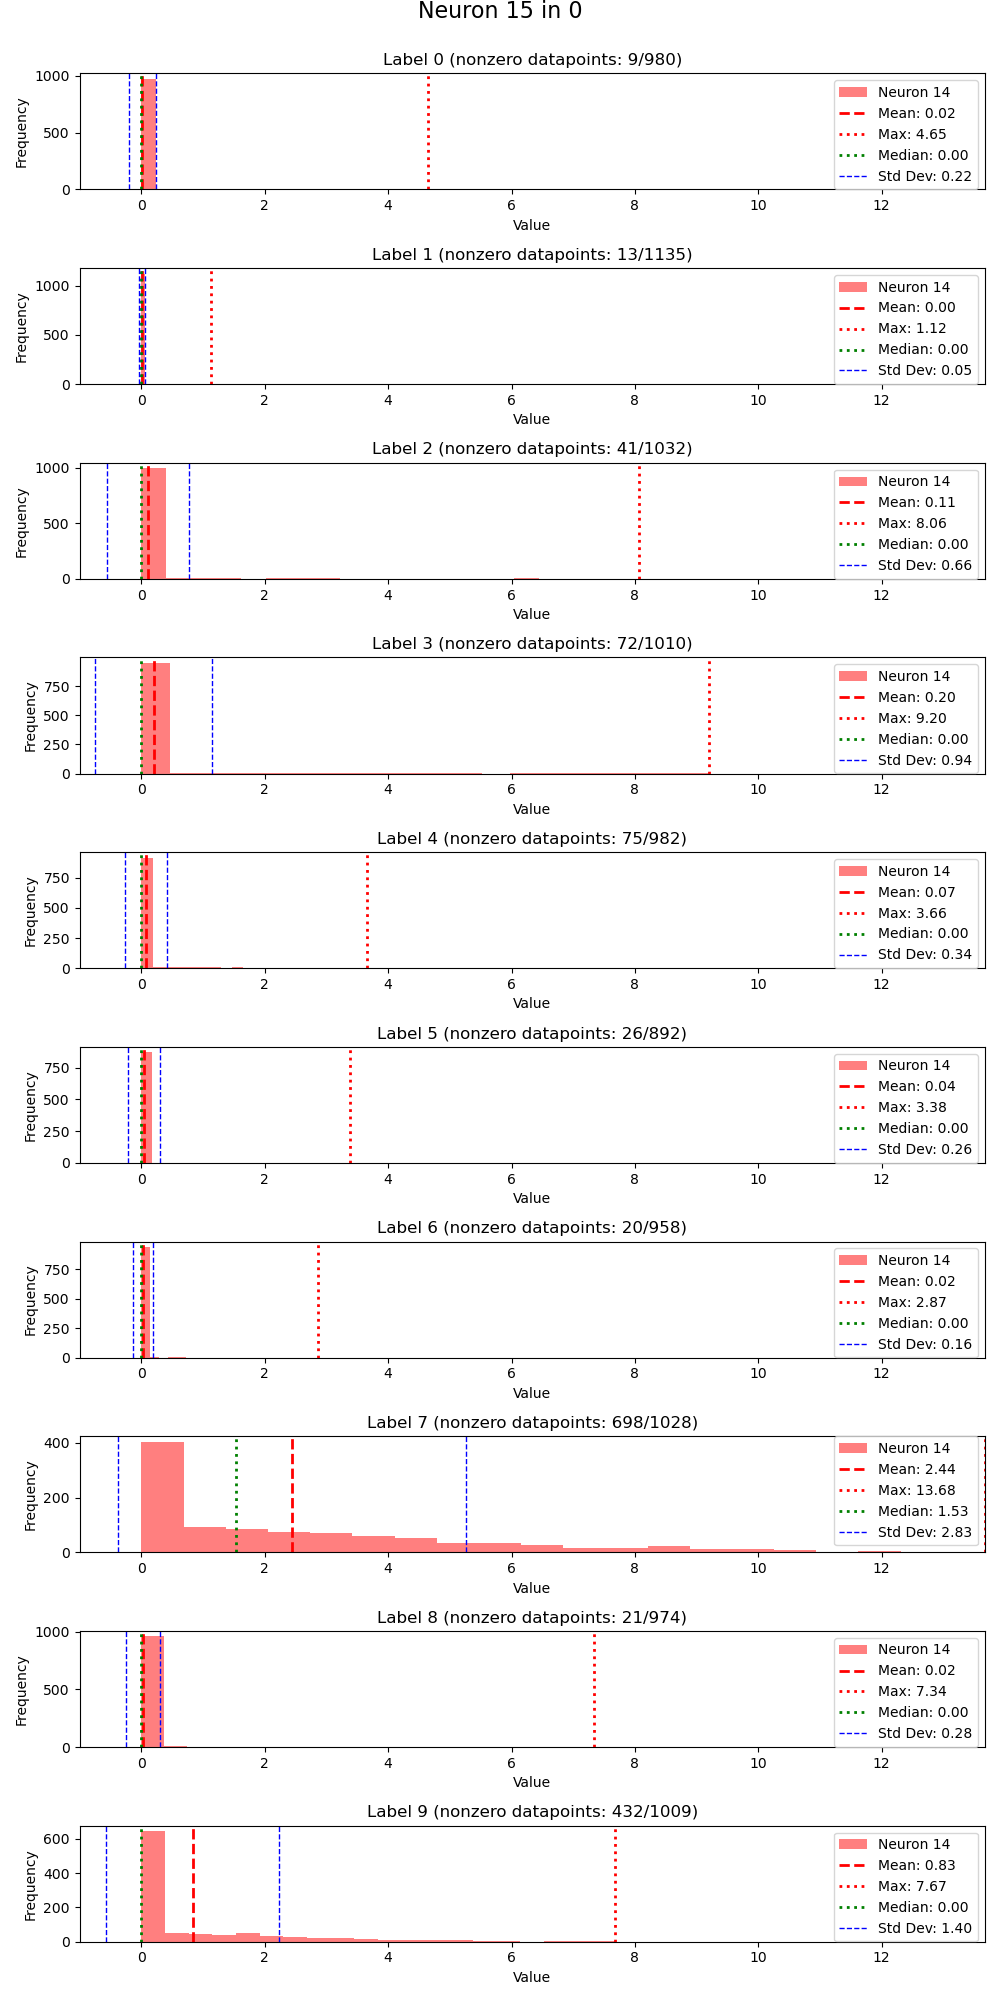 Neuron 15 in 0
Label 0 (nonzero datapoints: 9/980)
1000
500
0
Frequency
Neuron 14
Mean: 0.02
Max: 4.65
Median: 0.00
Std Dev: 0.22
0 2 4 6 8 10 12
Value
Label 1 (nonzero datapoints: 13/1135)
1000
500
0
Frequency
Neuron 14
Mean: 0.00
Max: 1.12
Median: 0.00
Std Dev: 0.05
0 2 4 6 8 10 12
Value
Label 2 (nonzero datapoints: 41/1032)
1000
500
0
Frequency
Neuron 14
Mean: 0.11
Max: 8.06
Median: 0.00
Std Dev: 0.66
0 2 4 6 8 10 12
Value
Label 3 (nonzero datapoints: 72/1010)
750
500
250
0
Frequency
Neuron 14
Mean: 0.20
Max: 9.20
Median: 0.00
Std Dev: 0.94
0 2 4 6 8 10 12
Value
Label 4 (nonzero datapoints: 75/982)
750
500
250
0
Frequency
Neuron 14
Mean: 0.07
Max: 3.66
Median: 0.00
Std Dev: 0.34
0 2 4 6 8 10 12
Value
Label 5 (nonzero datapoints: 26/892)
750
500
250
0
Frequency
Neuron 14
Mean: 0.04
Max: 3.38
Median: 0.00
Std Dev: 0.26
0 2 4 6 8 10 12
Value
Label 6 (nonzero datapoints: 20/958)
750
500
250
0
Frequency
Neuron 14
Mean: 0.02
Max: 2.87
Median: 0.00
Std Dev: 0.16
0 2 4 6 8 10 12
Value
Label 7 (nonzero datapoints: 698/1028)
400
200
0
Frequency
Neuron 14
Mean: 2.44
Max: 13.68
Median: 1.53
Std Dev: 2.83
0 2 4 6 8 10 12
Value
Label 8 (nonzero datapoints: 21/974)
1000
500
0
Frequency
Neuron 14
Mean: 0.02
Max: 7.34
Median: 0.00
Std Dev: 0.28
0 2 4 6 8 10 12
Value
Label 9 (nonzero datapoints: 432/1009)
600
400
200
0
Frequency
Neuron 14
Mean: 0.83
Max: 7.67
Median: 0.00
Std Dev: 1.40
0 2 4 6 8 10 12
Value